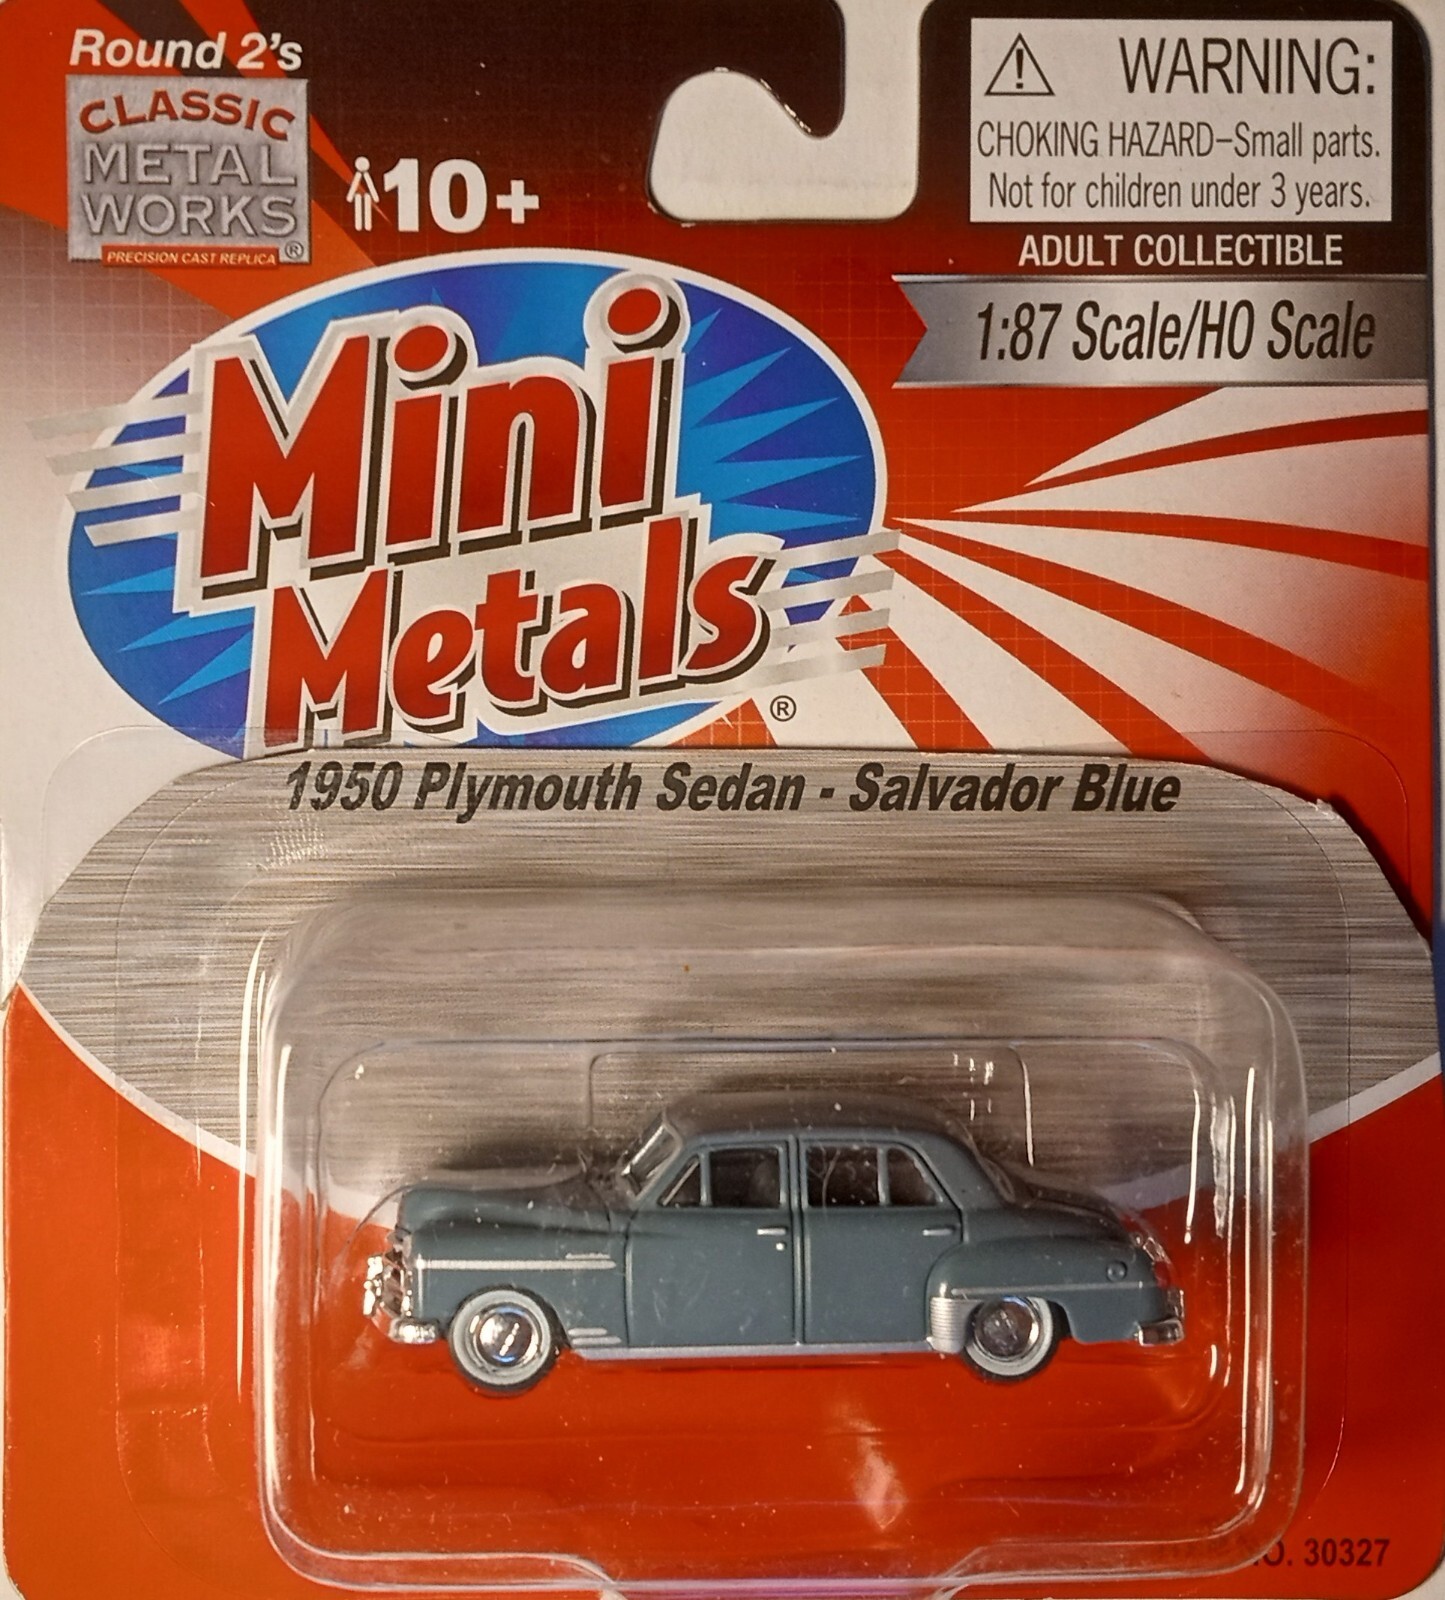 Round 2's
CLASSIC
METAL
WORKS
PRECISION CAST REPLICA ®
10+
WARNING:
CHOKING HAZARD–Small parts.
Not for children under 3 years.
ADULT COLLECTIBLE
1:87 Scale/HO Scale
Mini
Metals
®
1950 Plymouth Sedan - Salvador Blue
NO. 30327